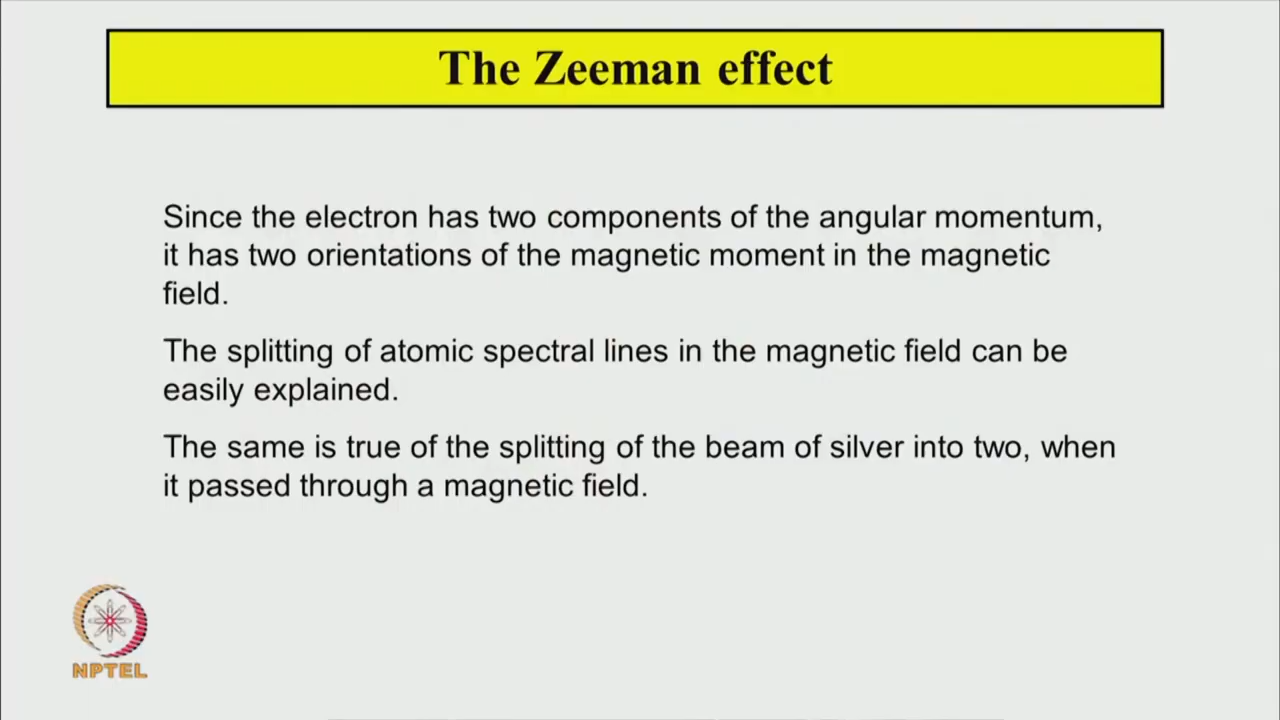 The Zeeman effect
Since the electron has two components of the angular momentum,
it has two orientations of the magnetic moment in the magnetic
field.
The splitting of atomic spectral lines in the magnetic field can be
easily explained.
The same is true of the splitting of the beam of silver into two, when
it passed through a magnetic field.
NPTEL